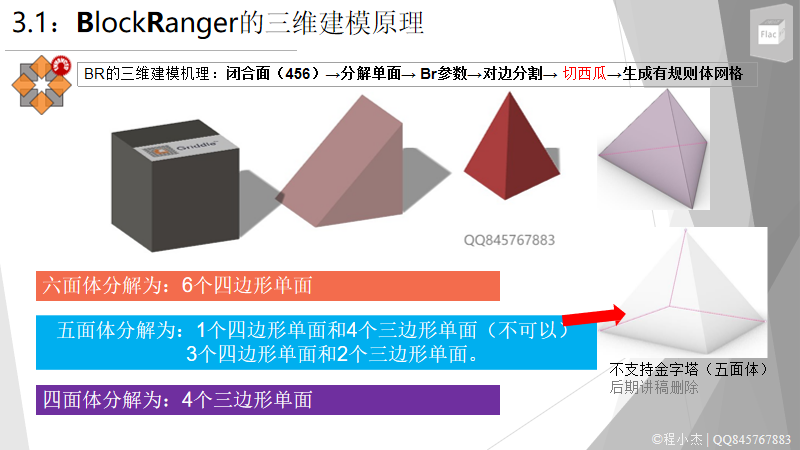 3.1：BlockRanger的三维建模原理
Flac
BR的三维建模机理：闭合面（456）→分解单面→ Br参数→对边分割→ 切西瓜→生成有规则体网格
Griddle
QQ845767883
六面体分解为：6个四边形单面
五面体分解为：1个四边形单面和4个三边形单面（不可以）
3个四边形单面和2个三边形单面。
四面体分解为：4个三边形单面
不支持金字塔（五面体）
后期讲稿删除
©程小杰 | QQ845767883